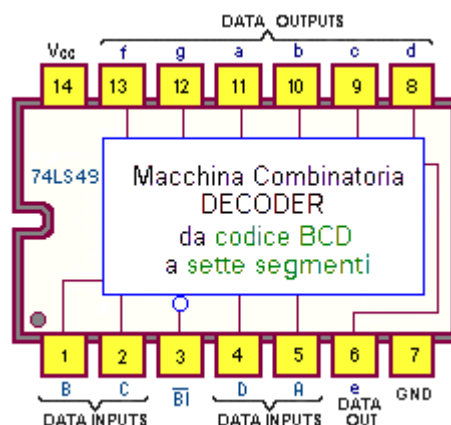 DATA OUTPUTS
Vcc f g a b c d
14 13 12 11 10 9 8
74LS49
Macchina Combinatoria
DECODER
da codice BCD
a sette segmenti
1 2 3 4 5 6 7
B C BI D A e GND
DATA INPUTS DATA INPUTS DATA OUT